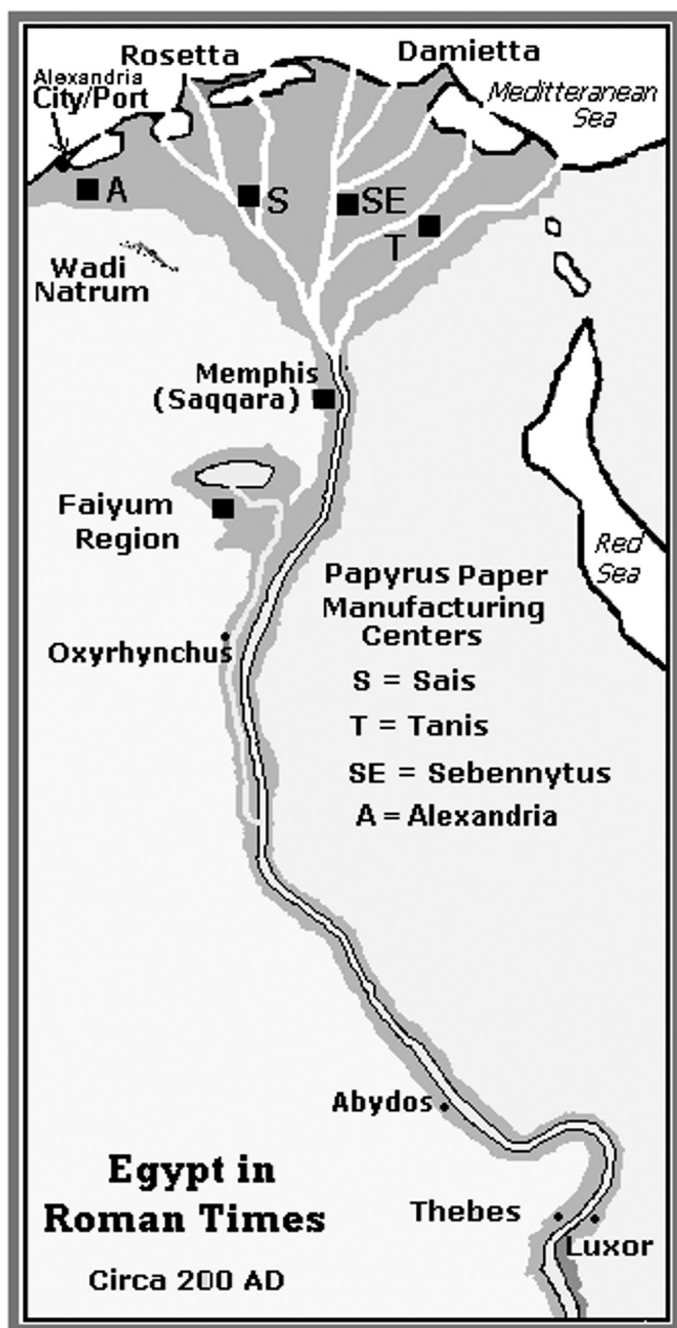 Rosetta
Damietta
Alexandria
City/Port
Meditteranean
Sea
A
S
SE
T
Wadi
Natrum
Memphis
(Saqqara)
Faiyum
Region
Red
Sea
Papyrus Paper
Manufacturing
Centers
S = Sais
T = Tanis
SE = Sebennytus
A = Alexandria
Oxyrhynchus
Abydos
Thebes
Luxor
Egypt in
Roman Times
Circa 200 AD